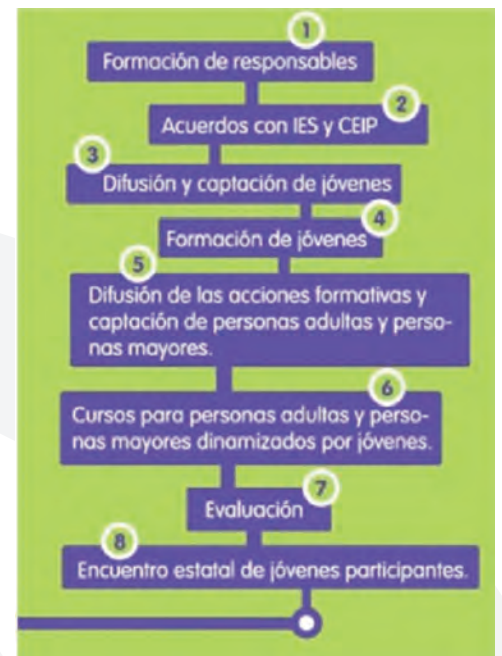 1
Formación de responsables
2
Acuerdos con IES y CEIP
3
Difusión y captación de jóvenes
4
Formación de jóvenes
5
Difusión de las acciones formativas y
captación de personas adultas y perso-
nas mayores.
6
Cursos para personas adultas y perso-
nas mayores dinamizados por jóvenes.
7
Evaluación
8
Encuentro estatal de jóvenes participantes.